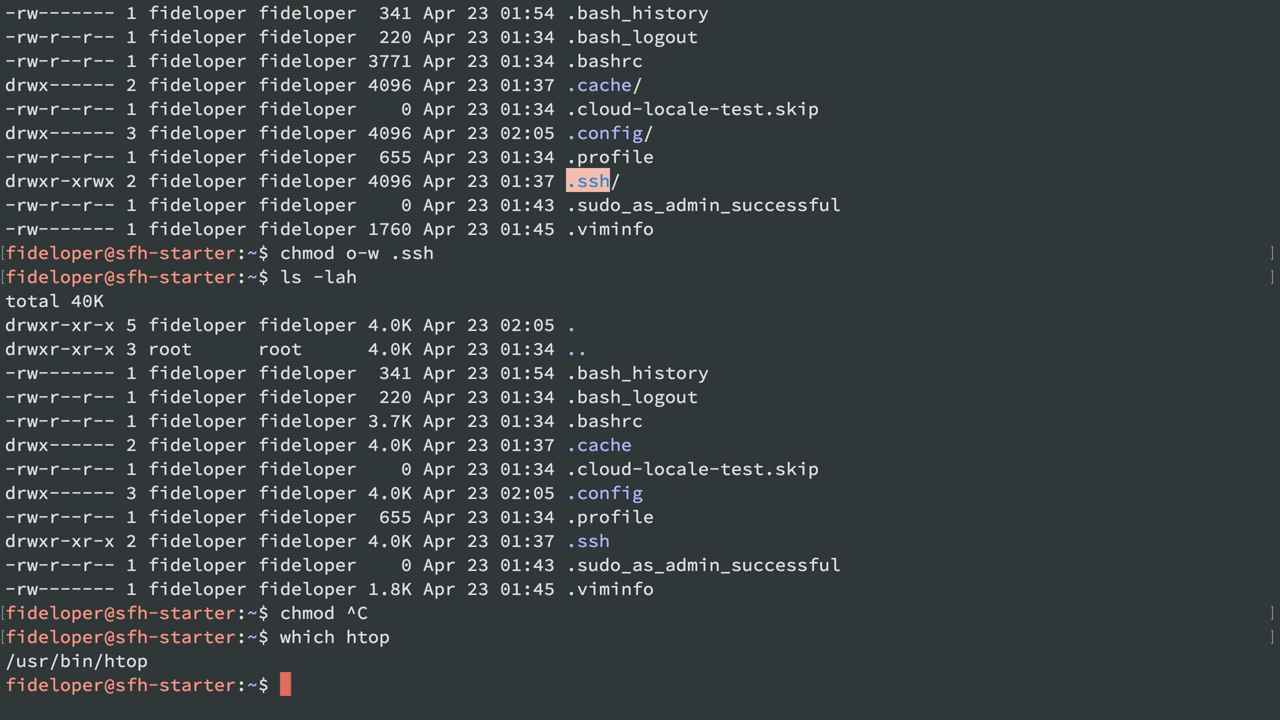 -rw------- 1 fideloper fideloper  341 Apr 23 01:54 .bash_history
-rw-r--r-- 1 fideloper fideloper  220 Apr 23 01:34 .bash_logout
-rw-r--r-- 1 fideloper fideloper 3771 Apr 23 01:34 .bashrc
drwx------ 2 fideloper fideloper 4096 Apr 23 01:37 .cache/
-rw-r--r-- 1 fideloper fideloper    0 Apr 23 01:34 .cloud-locale-test.skip
drwx------ 3 fideloper fideloper 4096 Apr 23 02:05 .config/
-rw-r--r-- 1 fideloper fideloper  655 Apr 23 01:34 .profile
drwxr-xrwx 2 fideloper fideloper 4096 Apr 23 01:37 .ssh/
-rw-r--r-- 1 fideloper fideloper    0 Apr 23 01:43 .sudo_as_admin_successful
-rw------- 1 fideloper fideloper 1760 Apr 23 01:45 .viminfo
[fideloper@sfh-starter:~$ chmod o-w .ssh ]
[fideloper@sfh-starter:~$ ls -lah ]
total 40K
drwxr-xr-x 5 fideloper fideloper 4.0K Apr 23 02:05 .
drwxr-xr-x 3 root      root      4.0K Apr 23 01:34 ..
-rw------- 1 fideloper fideloper  341 Apr 23 01:54 .bash_history
-rw-r--r-- 1 fideloper fideloper  220 Apr 23 01:34 .bash_logout
-rw-r--r-- 1 fideloper fideloper 3.7K Apr 23 01:34 .bashrc
drwx------ 2 fideloper fideloper 4.0K Apr 23 01:37 .cache
-rw-r--r-- 1 fideloper fideloper    0 Apr 23 01:34 .cloud-locale-test.skip
drwx------ 3 fideloper fideloper 4.0K Apr 23 02:05 .config
-rw-r--r-- 1 fideloper fideloper  655 Apr 23 01:34 .profile
drwxr-xr-x 2 fideloper fideloper 4.0K Apr 23 01:37 .ssh
-rw-r--r-- 1 fideloper fideloper    0 Apr 23 01:43 .sudo_as_admin_successful
-rw------- 1 fideloper fideloper 1.8K Apr 23 01:45 .viminfo
[fideloper@sfh-starter:~$ chmod ^C ]
[fideloper@sfh-starter:~$ which htop ]
/usr/bin/htop
fideloper@sfh-starter:~$